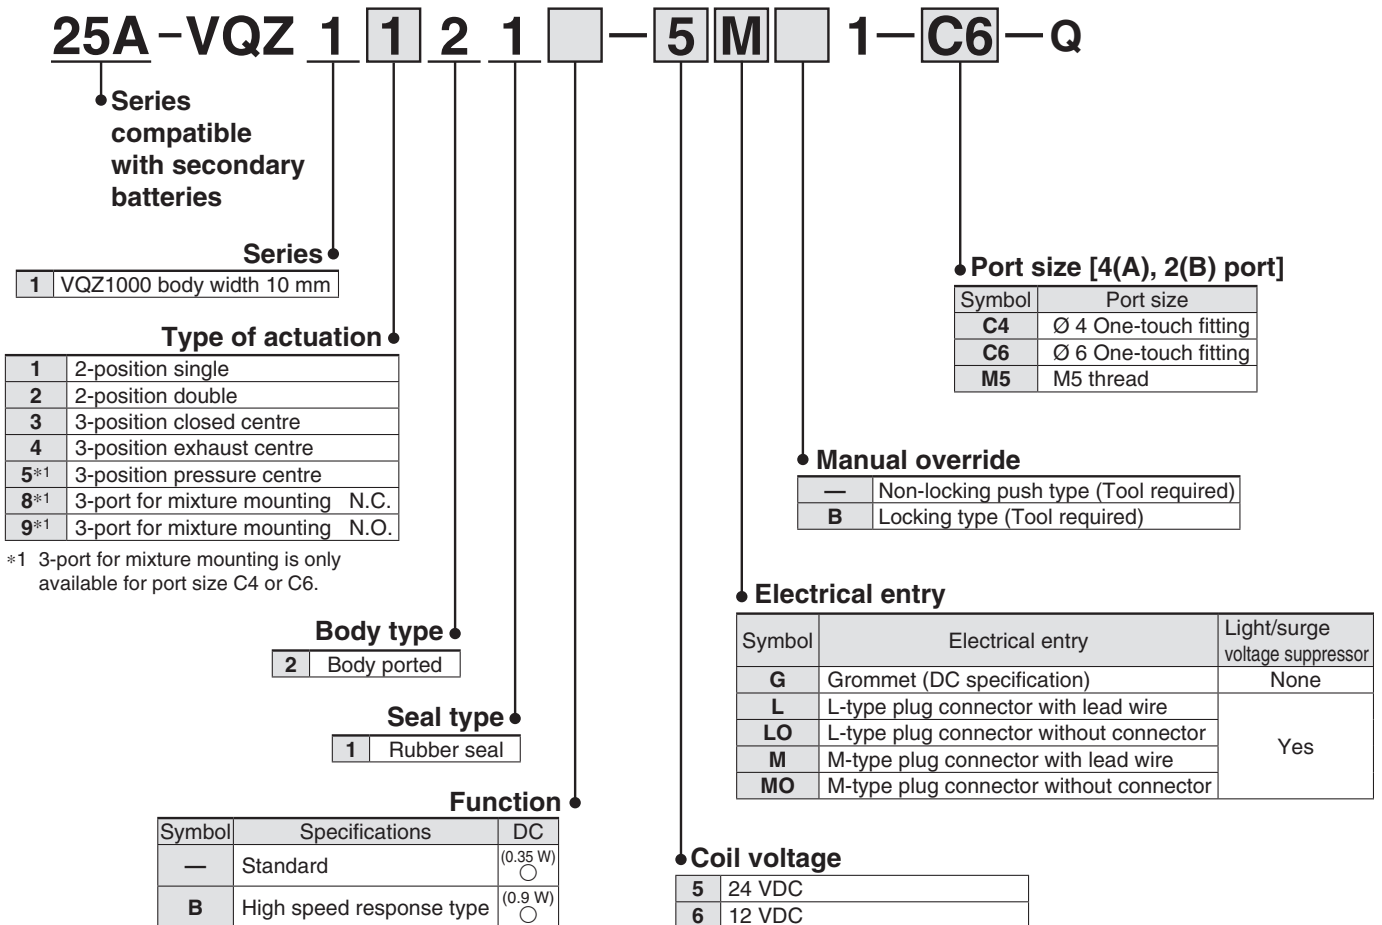 25A-VQZ 1 1 2 1 — 5 M 1—C6—Q
Series
compatible
with secondary
batteries
Series
1 VQZ1000 body width 10 mm
Type of actuation
1 2-position single
2 2-position double
3 3-position closed centre
4 3-position exhaust centre
5*1 3-position pressure centre
8*1 3-port for mixture mounting N.C.
9*1 3-port for mixture mounting N.O.
*1 3-port for mixture mounting is only
available for port size C4 or C6.
Body type
2 Body ported
Seal type
1 Rubber seal
Function
Symbol Specifications DC
— Standard (0.35 W) ○
B High speed response type (0.9 W) ○
Port size [4(A), 2(B) port]
Symbol Port size
C4 Ø 4 One-touch fitting
C6 Ø 6 One-touch fitting
M5 M5 thread
Manual override
— Non-locking push type (Tool required)
B Locking type (Tool required)
Electrical entry
Symbol Electrical entry Light/surge
voltage suppressor
G Grommet (DC specification) None
L L-type plug connector with lead wire
LO L-type plug connector without connector
Yes
M M-type plug connector with lead wire
MO M-type plug connector without connector
Coil voltage
5 24 VDC
6 12 VDC